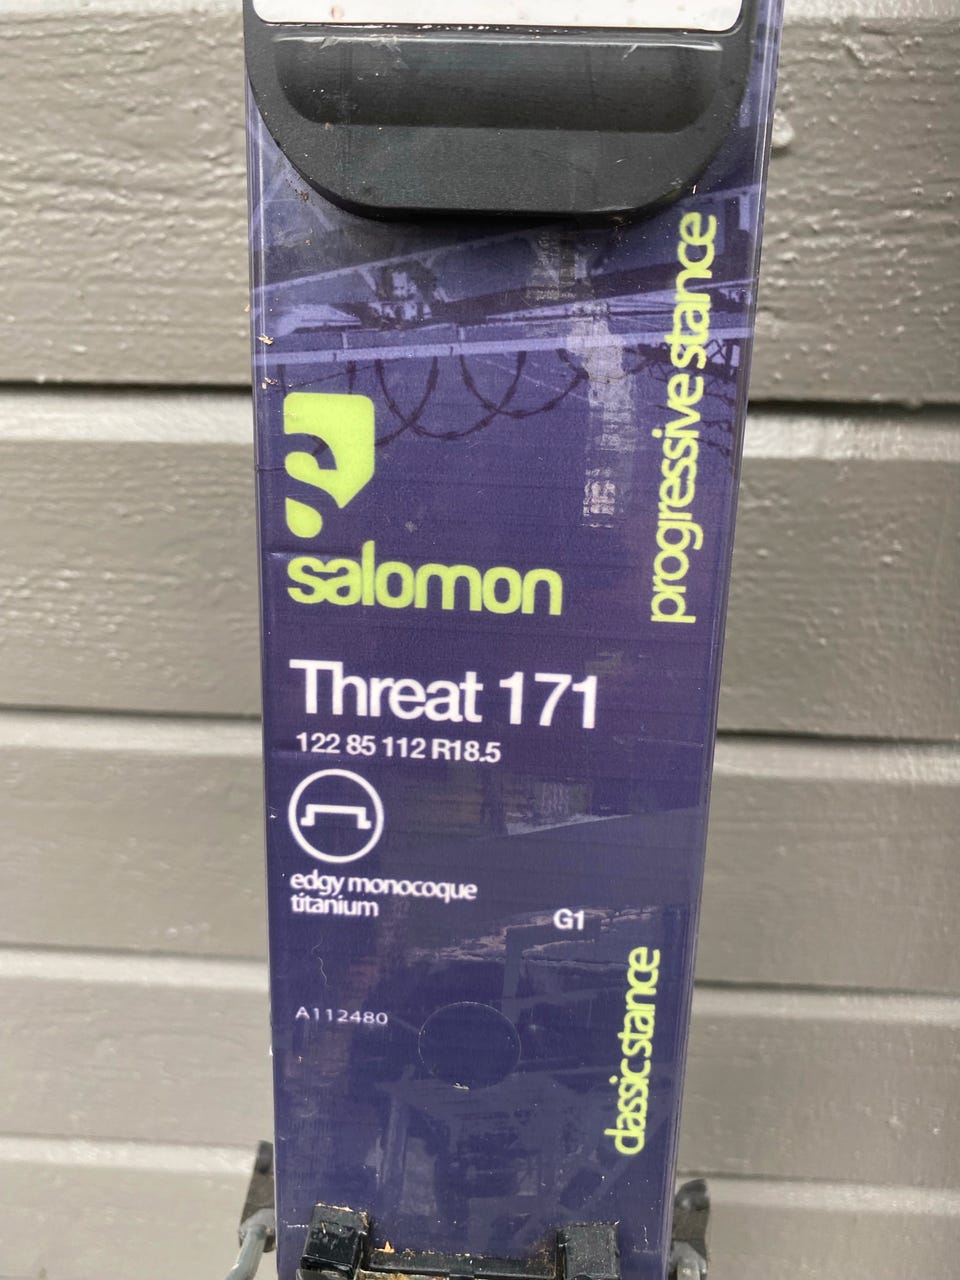 progressive stance
salomon
Threat 171
122 85 112 R18.5
edgy monocoque
titanium
G1
classic stance
A112480